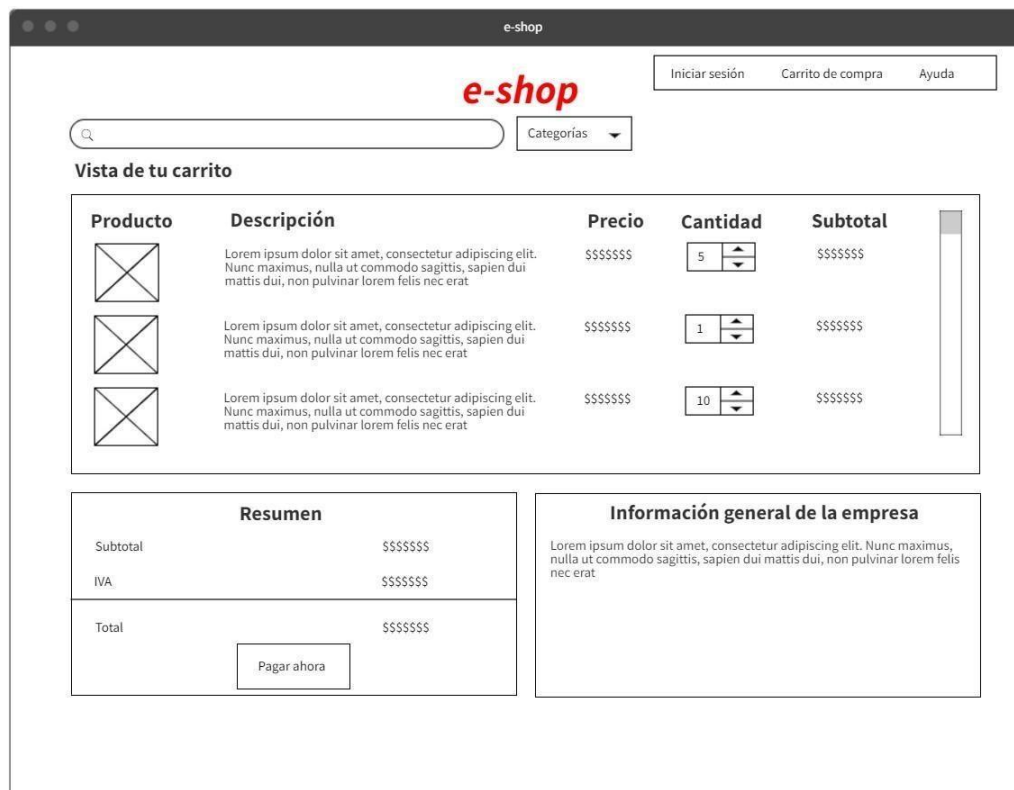 e-shop
Iniciar sesión Carrito de compra Ayuda
e-shop
Categorías
Vista de tu carrito
Producto Descripción Precio Cantidad Subtotal
Lorem ipsum dolor sit amet, consectetur adipiscing elit.
Nunc maximus, nulla ut commodo sagittis, sapien dui
mattis dui, non pulvinar lorem felis nec erat
$$$$$$$ 5 $$$$$$$
Lorem ipsum dolor sit amet, consectetur adipiscing elit.
Nunc maximus, nulla ut commodo sagittis, sapien dui
mattis dui, non pulvinar lorem felis nec erat
$$$$$$$ 1 $$$$$$$
Lorem ipsum dolor sit amet, consectetur adipiscing elit.
Nunc maximus, nulla ut commodo sagittis, sapien dui
mattis dui, non pulvinar lorem felis nec erat
$$$$$$$ 10 $$$$$$$
Resumen
Subtotal $$$$$$$
IVA $$$$$$$
Total $$$$$$$
Pagar ahora
Información general de la empresa
Lorem ipsum dolor sit amet, consectetur adipiscing elit. Nunc maximus,
nulla ut commodo sagittis, sapien dui mattis dui, non pulvinar lorem felis
nec erat